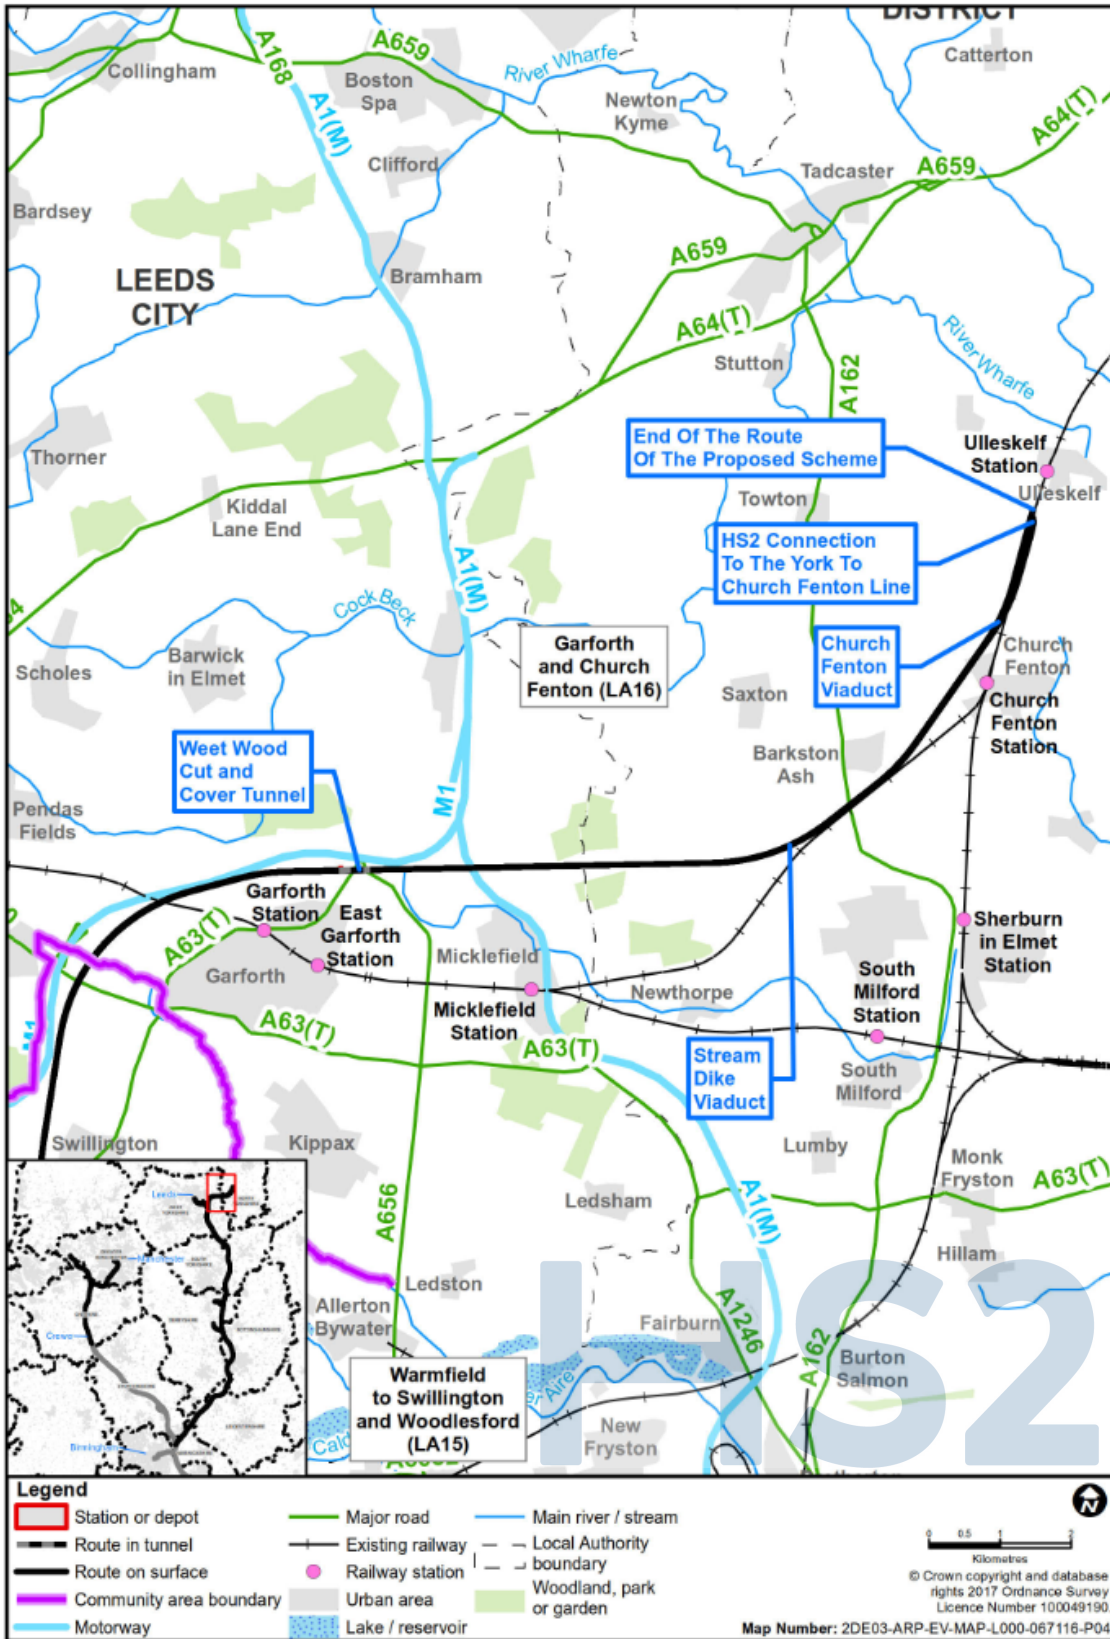 DISTRICT
Collingham
A168
A659
Boston
Spa
River Wharfe
Newton
Kyme
Catterton
A64(T)
A1(M)
Clifford
Tadcaster
A659
Bardsey
LEEDS
CITY
Bramham
A659
A64(T)
Stutton
River Wharfe
A162
Thorner
Kiddal
Lane End
End Of The Route
Of The Proposed Scheme
Ulleskelf
Station
Ulleskelf
Towton
HS2 Connection
To The York To
Church Fenton Line
A1(M)
Cock Beck
Scholes
Barwick
in Elmet
Garforth
and Church
Fenton (LA16)
Church
Fenton
Viaduct
Church
Fenton
Saxton
Church
Fenton
Station
Weet Wood
Cut and
Cover Tunnel
Barkston
Ash
M1
Pendas
Fields
Garforth
Station
East
Garforth
Station
A63(T)
Garforth
Micklefield
Sherburn
in Elmet
Station
South
Milford
Station
Newthorpe
Micklefield
Station
A63(T)
A63(T)
M1
Stream
Dike
Viaduct
South
Milford
Swillington
Kippax
Lumby
Monk
Fryston
A63(T)
A656
Ledsham
A1(M)
Hillam
Leeds
Manchester
Crewe
Birmingham
Ledston
Allerton
Bywater
Fairburn
A1246
A162
Burton
Salmon
Warmfield
to Swillington
and Woodlesford
(LA15)
New
Fryston
HS2
Legend
Station or depot
Route in tunnel
Route on surface
Community area boundary
Motorway
Major road
Existing railway
Railway station
Urban area
Lake / reservoir
Main river / stream
Local Authority
boundary
Woodland, park
or garden
N
0 0.5 1 2
Kilometres
© Crown copyright and database
rights 2017 Ordnance Survey
Licence Number 100049190.
Map Number: 2DE03-ARP-EV-MAP-L000-067116-P04